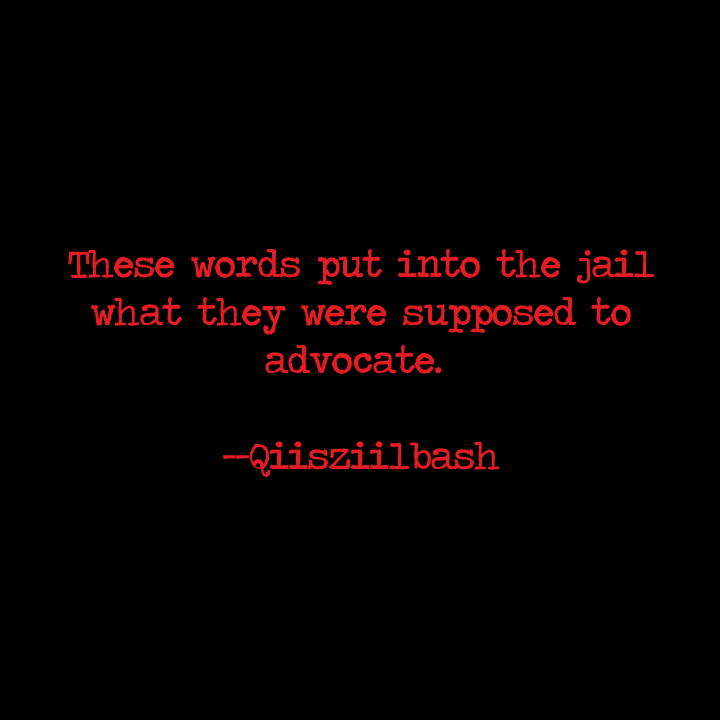 These words put into the jail
what they were supposed to
advocate.
--Qiisziilbash